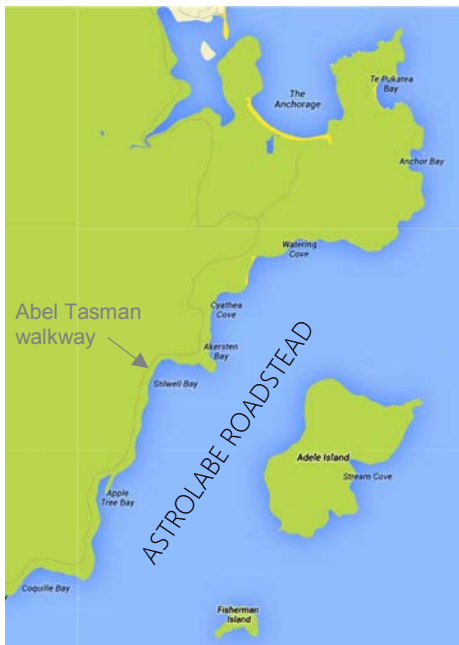 The
Anchorage
Te Pukatea
Bay
Anchor Bay
Watering
Cove
Cyathea
Cove
Abel Tasman
walkway
Akersten
Bay
Stilwell Bay
ASTROLABE ROADSTEAD
Adele Island
Stream Cove
Apple
Tree Bay
Coquille Bay
Fisherman
Island